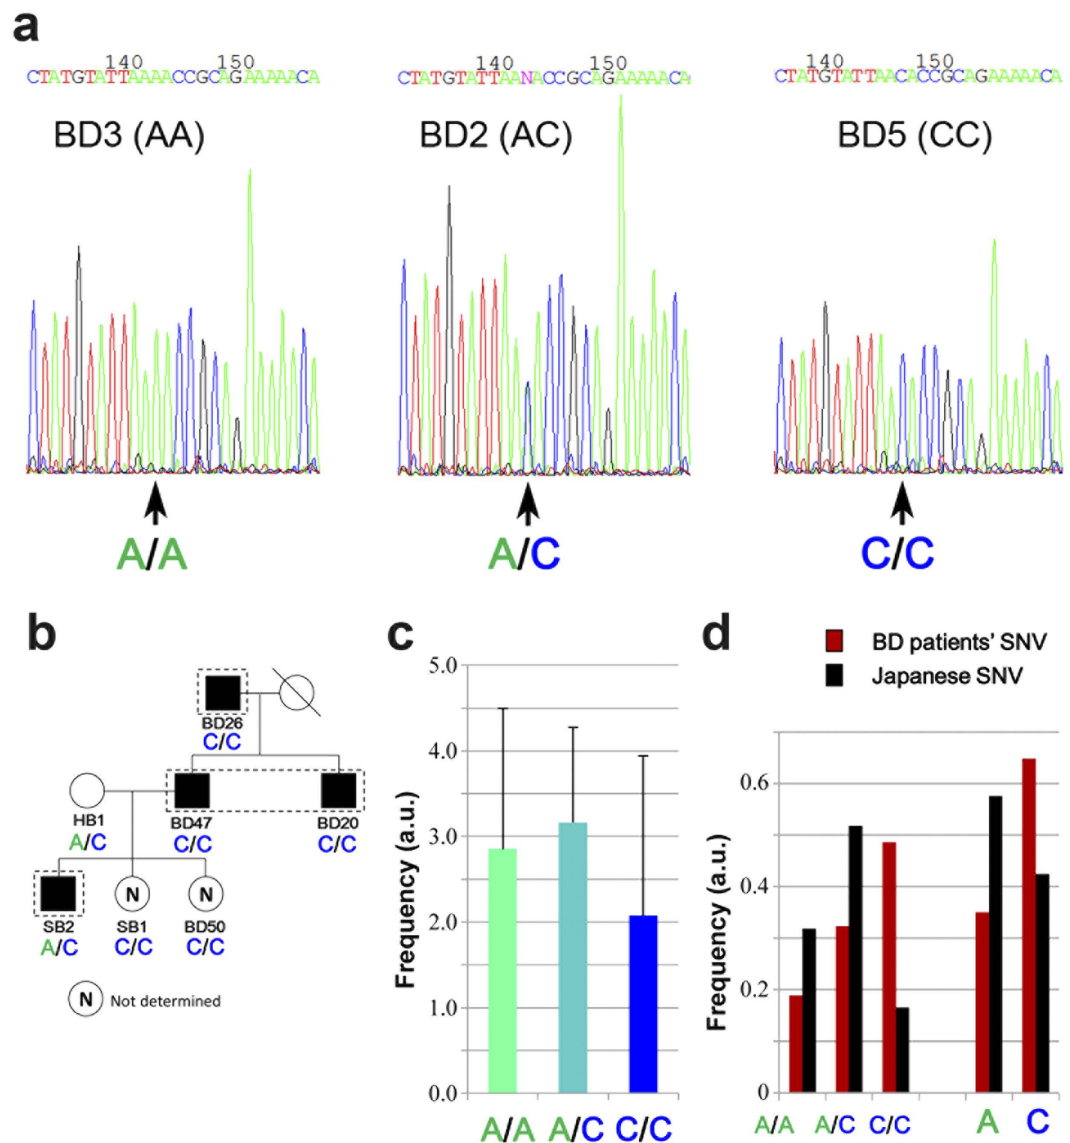 a
140 150
CTATGTATTAAAACCGCAGAAAAACA
BD3 (AA)
A/A
140 150
CTATGTATTAANACCGCAGAAAAACA
BD2 (AC)
A/C
140 150
CTATGTATTAACACCGCAGAAAAACA
BD5 (CC)
C/C
b
BD26
C/C
HB1
A/C
BD47
C/C
BD20
C/C
N
N
SB2
A/C
SB1
C/C
BD50
C/C
N Not determined
c
Frequency (a.u.)
5.0
4.0
3.0
2.0
1.0
0.0
A/A A/C C/C
d
BD patients' SNV
Japanese SNV
Frequency (a.u.)
0.6
0.4
0.2
0
A/A A/C C/C A C